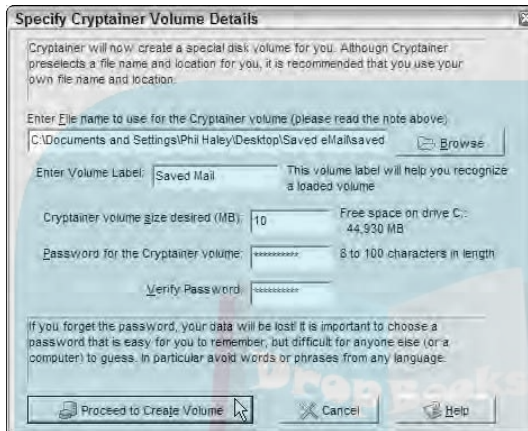 Specify Cryptainer Volume Details
Cryptainer will now create a special disk volume for you. Although Cryptainer
preselects a file name and location for you, it is recommended that you use your
own file name and location.
Enter File name to use for the Cryptainer volume (please read the note above)
C:\Documents and Settings\Phil Haley\Desktop\Saved eMail\saved
Browse
Enter Volume Label: Saved Mail This volume label will help you recognize
a loaded volume
Cryptainer volume size desired (MB): 10 Free space on drive C:
44,930 MB
Password for the Cryptainer volume: ********** 8 to 100 characters in length
Verify Password: **********
If you forget the password, your data will be lost! It is important to choose a
password that is easy for you to remember, but difficult for anyone else (or a
computer) to guess. In particular avoid words or phrases from any language.
DropBooks
Proceed to Create Volume Cancel Help